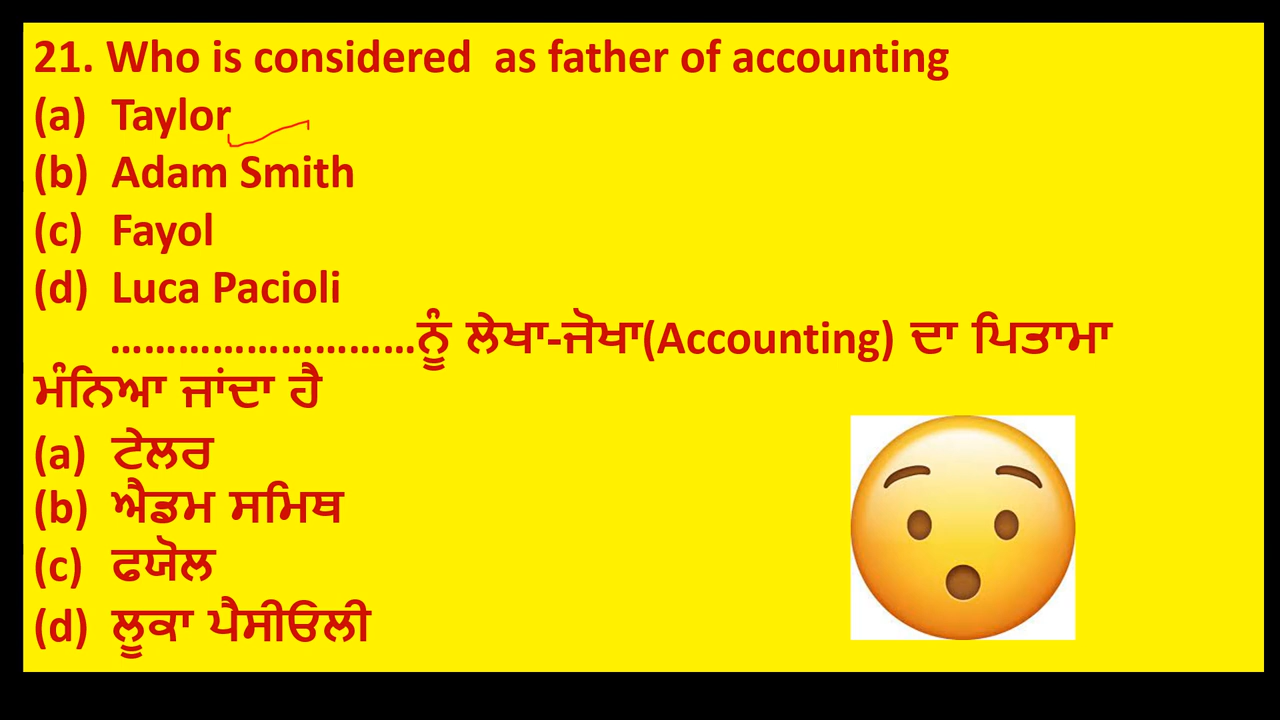 21. Who is considered as father of accounting
(a) Taylor
(b) Adam Smith
(c) Fayol
(d) Luca Pacioli
...........................ਨੂੰ ਲੇਖਾ-ਜੋਖਾ(Accounting) ਦਾ ਪਿਤਾਮਾ
ਮੰਨਿਆ ਜਾਂਦਾ ਹੈ
(a) ਟੇਲਰ
(b) ਐਡਮ ਸਮਿਥ
(c) ਫਯੋਲ
(d) ਲੂਕਾ ਪੈਸੀਓਲੀ